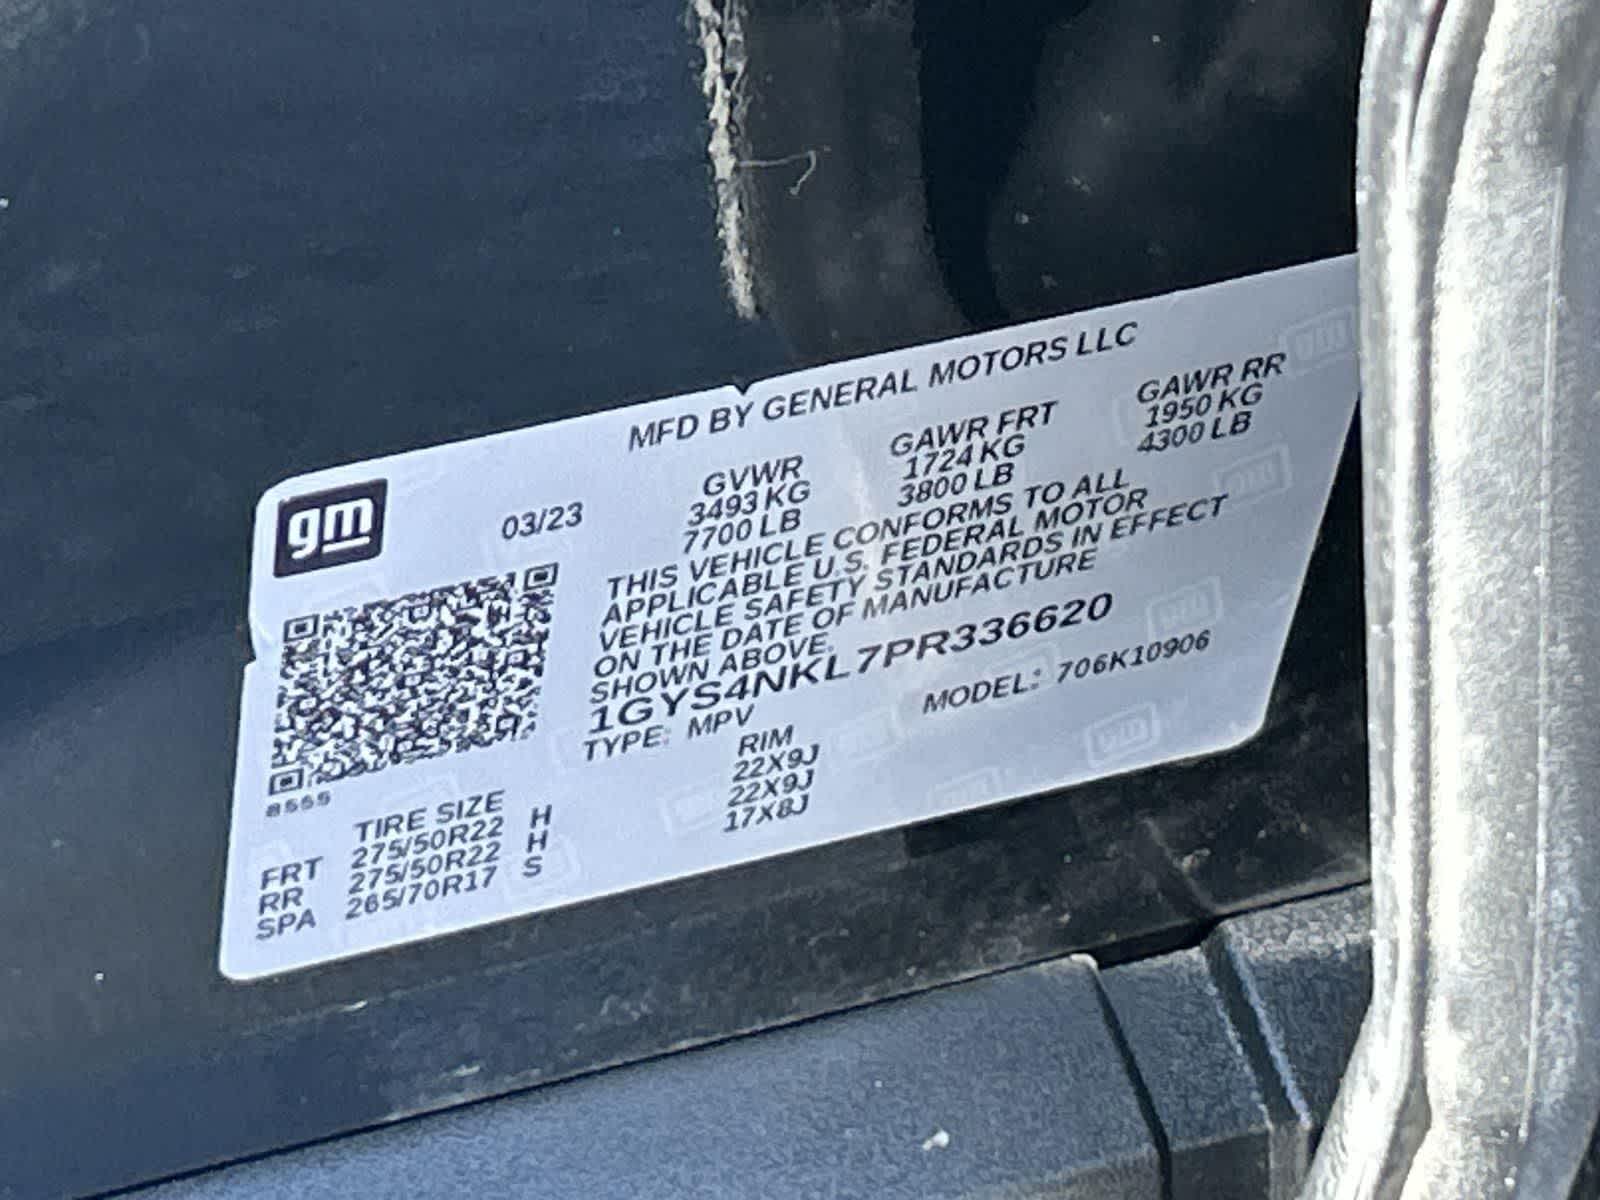 MFD BY GENERAL MOTORS LLC
gm
03/23
GVWR GAWR FRT GAWR RR
3493 KG 1724 KG 1950 KG
7700 LB 3800 LB 4300 LB
THIS VEHICLE CONFORMS TO ALL
APPLICABLE U.S. FEDERAL MOTOR
VEHICLE SAFETY STANDARDS IN EFFECT
ON THE DATE OF MANUFACTURE
SHOWN ABOVE.
1GYS4NKL7PR336620
TYPE: MPV MODEL: 706K10906
8555
TIRE SIZE RIM
FRT 275/50R22 H 22X9J
RR 275/50R22 H 22X9J
SPA 265/70R17 S 17X8J